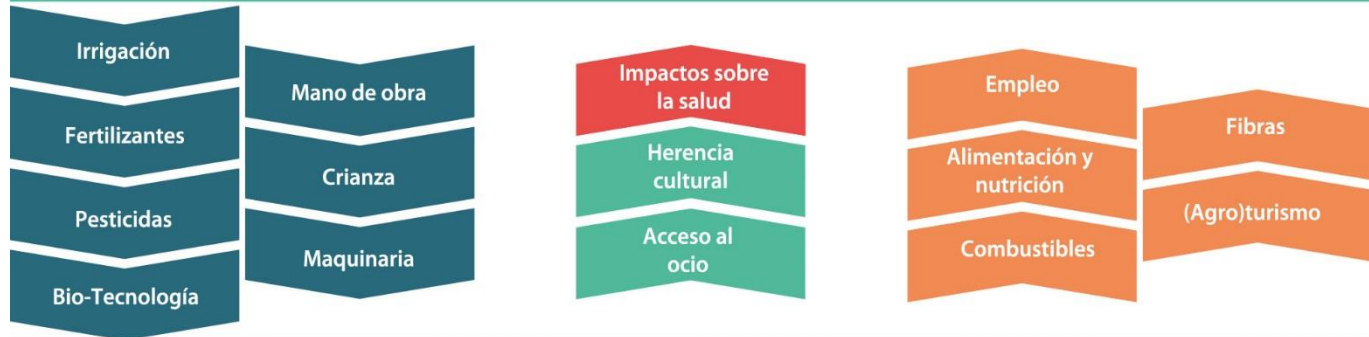 Irrigación
Fertilizantes
Pesticidas
Bio-Tecnología
Mano de obra
Crianza
Maquinaria
Impactos sobre
la salud
Herencia
cultural
Acceso al
ocio
Empleo
Alimentación y
nutrición
Combustibles
Fibras
(Agro)turismo